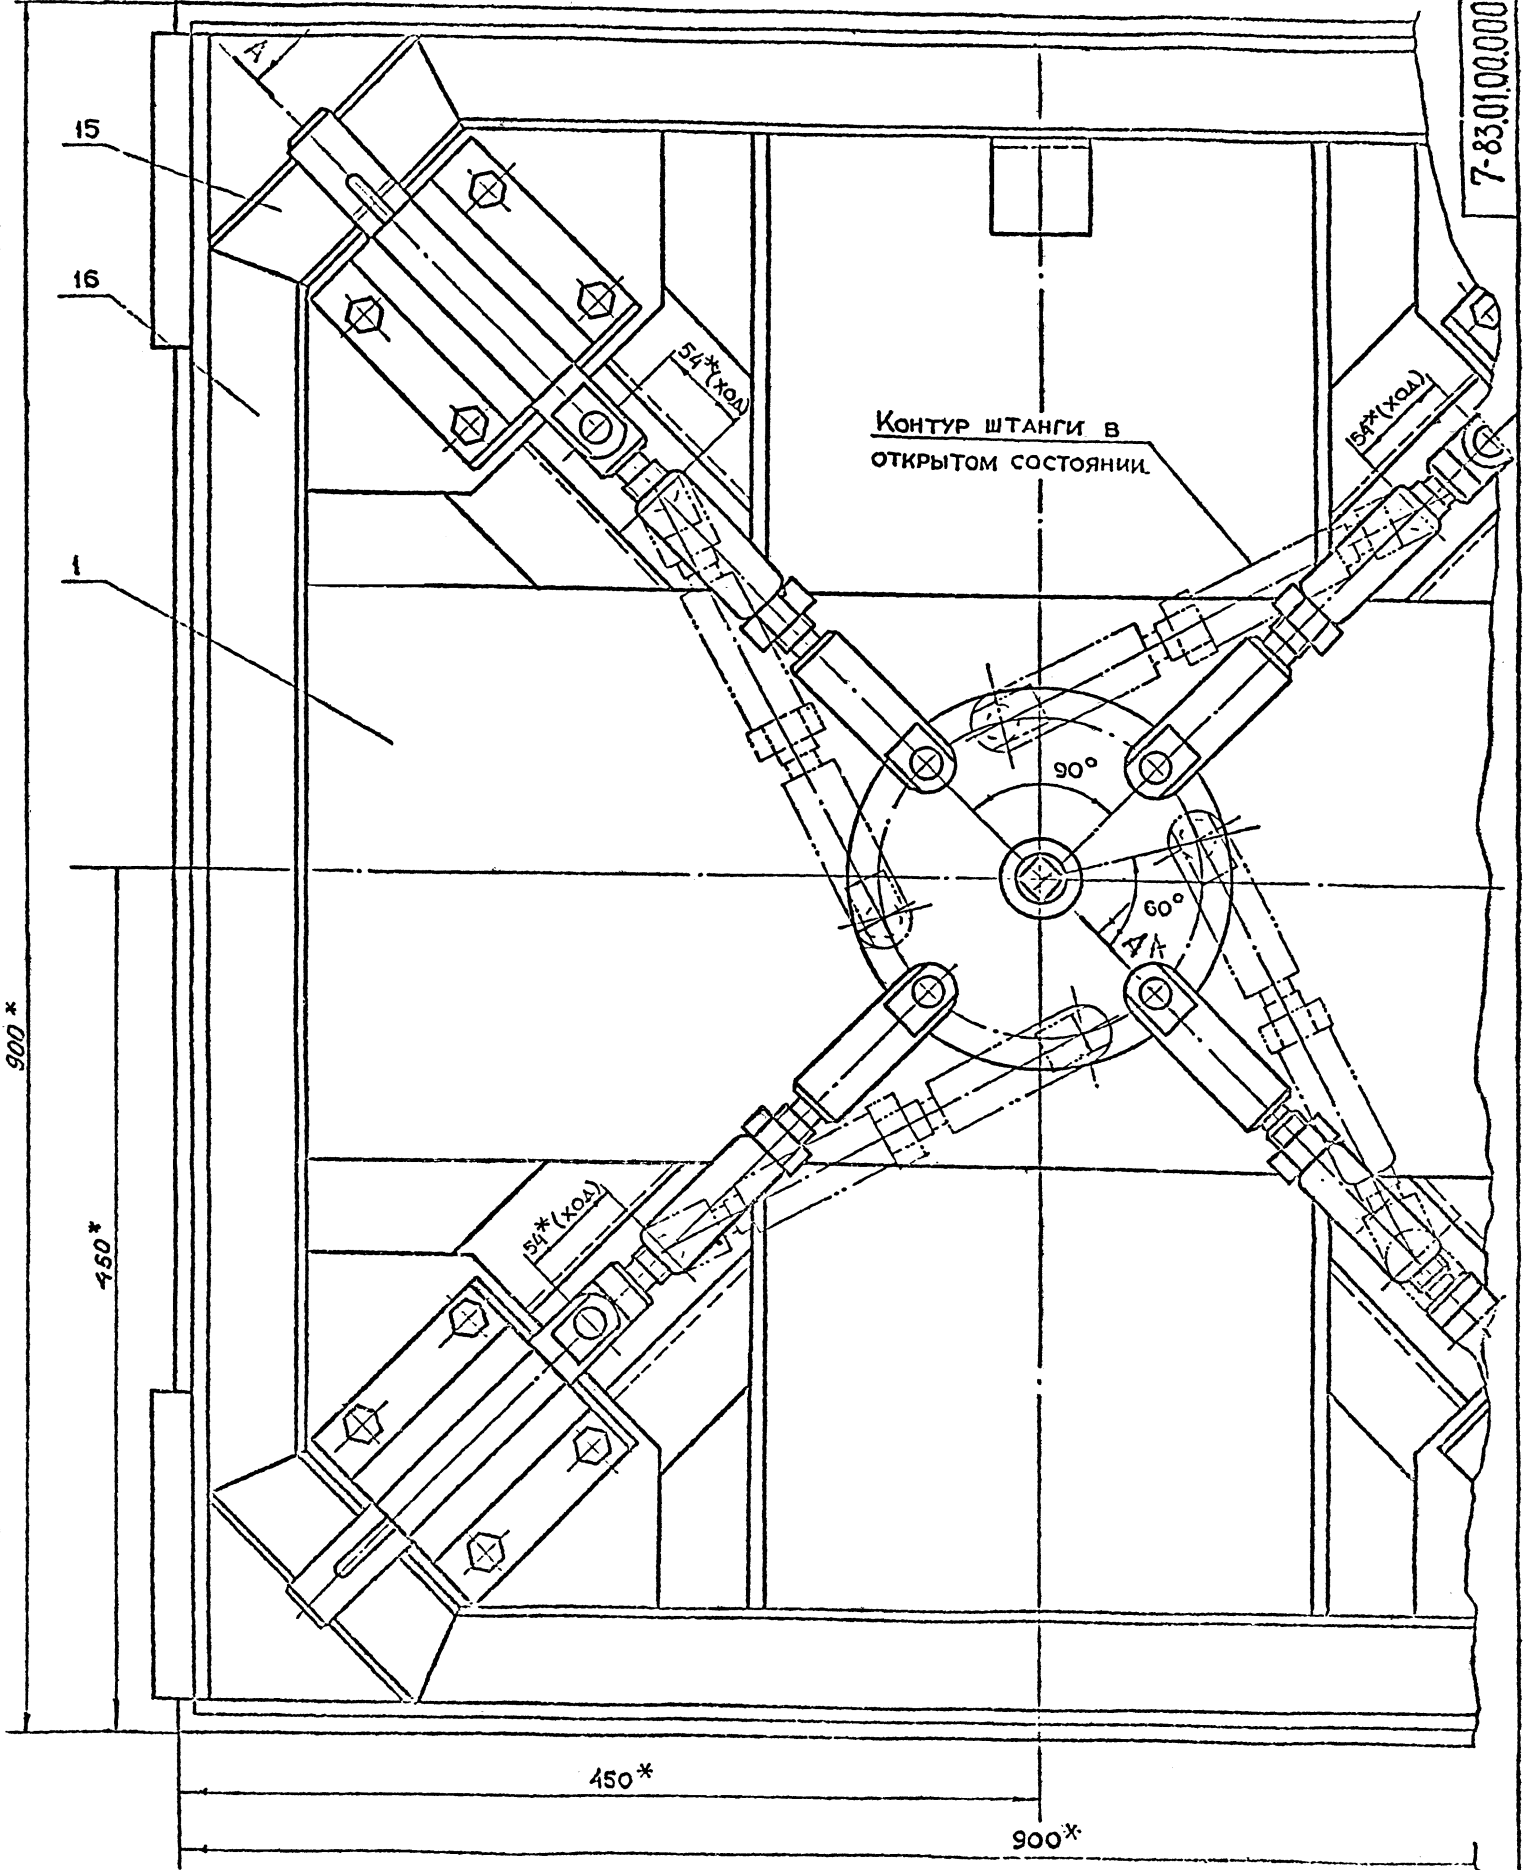 7-83.01.00.000
А
15
16
54*(ход)
Контур штанги в
открытом состоянии
54*(ход)
1
90°
60°
А
900*
450*
54*(ход)
450*
900*